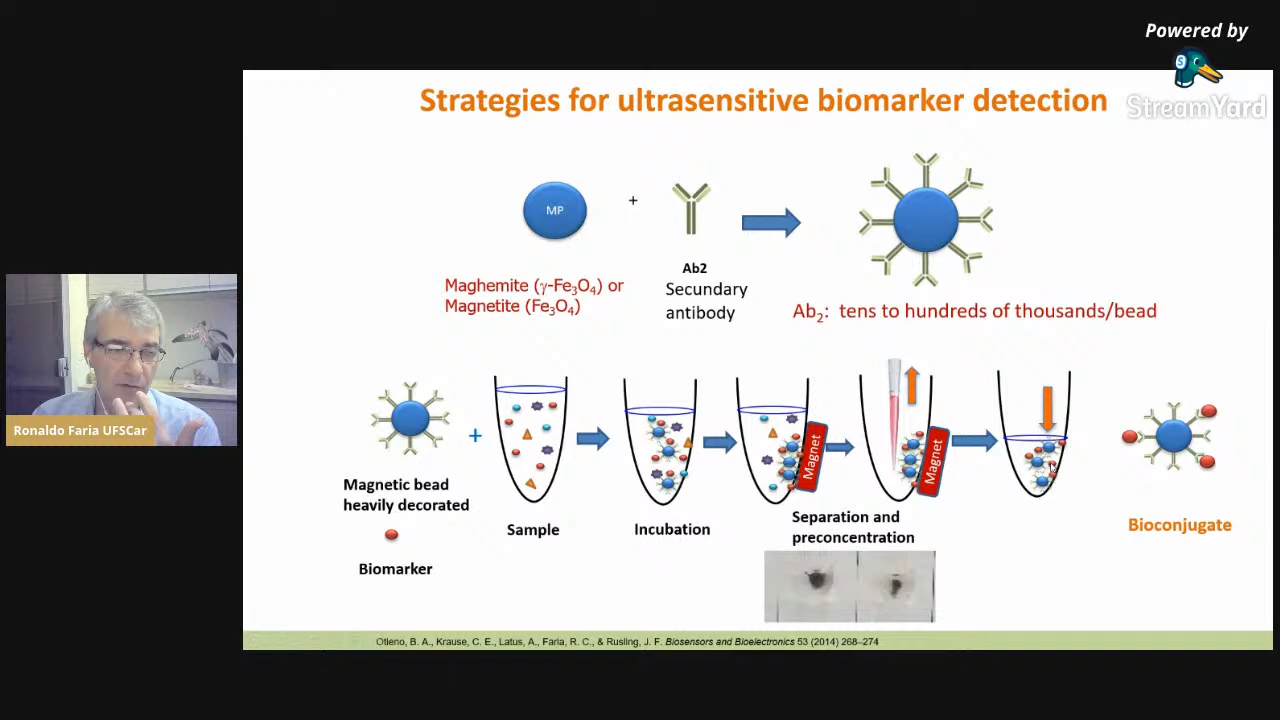 Powered by
S
StreamYard
Strategies for ultrasensitive biomarker detection
MP
+
Ab2
Secundary
antibody
Maghemite (γ-Fe₃O₄) or
Magnetite (Fe₃O₄)
Ab₂: tens to hundreds of thousands/bead
Ronaldo Faria UFSCar
+
Magnet
Magnet
Magnetic bead
heavily decorated
Biomarker
Sample
Incubation
Separation and
preconcentration
Bioconjugate
Otieno, B. A., Krause, C. E., Latus, A., Faria, R. C., & Rusling, J. F. Biosensors and Bioelectronics 53 (2014) 268–274